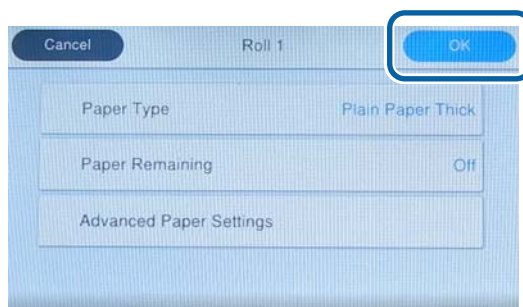 Cancel Roll 1 OK
Paper Type Plain Paper Thick
Paper Remaining Off
Advanced Paper Settings